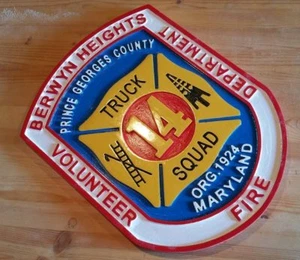 BERWYN HEIGHTS
PRINCE GEORGES COUNTY
TRUCK
14
SQUAD
ORG. 1924
MARYLAND
VOLUNTEER
FIRE
DEPARTMENT